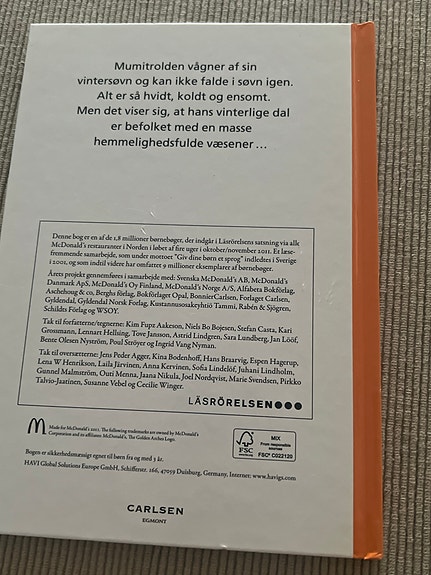 Mumitrolden vågner af sin
vintersøvn og kan ikke falde i søvn igen.
Alt er så hvidt, koldt og ensomt.
Men det viser sig, at hans vinterlige dal
er befolket med en masse
hemmelighedsfulde væsener ...
Denne bog er en af de 1,8 millioner børnebøger, der indgår i Läsrörelsens satsning via alle
McDonald's restauranter i Norden i løbet af fire uger i oktober/november 2011. Et læse-
fremmende samarbejde, som under mottoet "Giv dine børn et sprog" indledtes i Sverige
i 2001, og som indtil videre har omfattet 9 millioner eksemplarer af børnebøger.
Årets projekt gennemføres i samarbejde med: Svenska McDonald's AB, McDonald's
Danmark ApS, McDonald's Oy Finland, McDonald's Norge A/S, Alfabeta Bokförlag,
Aschehoug & co, Berghs förlag, Bokförlaget Opal, BonnierCarlsen, Forlaget Carlsen,
Gyldendal, Gyldendal Norsk Forlag, Kustannusosakeyhtiö Tammi, Rabén & Sjögren,
Schildts Förlag og WSOY.
Tak til forfatterne/tegnerne: Kim Fupz Aakeson, Niels Bo Bojesen, Stefan Casta, Kari
Grossmann, Lennart Hellsing, Tove Jansson, Astrid Lindgren, Sara Lundberg, Jan Lööf,
Bente Olesen Nyström, Poul Ströyer og Ingrid Vang Nyman.
Tak til oversætterne: Jens Peder Agger, Kina Bodenhoff, Hans Braarvig, Espen Hagerup,
Lena W Henrikson, Laila Järvinen, Anna Kervinen, Sofia Lindelöf, Juhani Lindholm,
Gunnel Malmström, Outi Menna, Jaana Nikula, Joel Nordqvist, Marie Svendsen, Pirkko
Talvio-Jaatinen, Susanne Vebel og Cecilie Winger.
LÄSRÖRELSEN●●●
Made for McDonald's 2011. The following trademarks are owned by McDonald's
Corporation and its affiliates; McDonald's, The Golden Arches Logo.
FSC
www.fsc.org
MIX
From responsible
sources
FSC® C022120
Bogen er sikkerhedsmæssigt egnet til børn fra og med 3 år.
HAVI Global Solutions Europe GmbH, Schifferstr. 166, 47059 Duisburg, Germany, Internet: www.havigs.com
CARLSEN
EGMONT